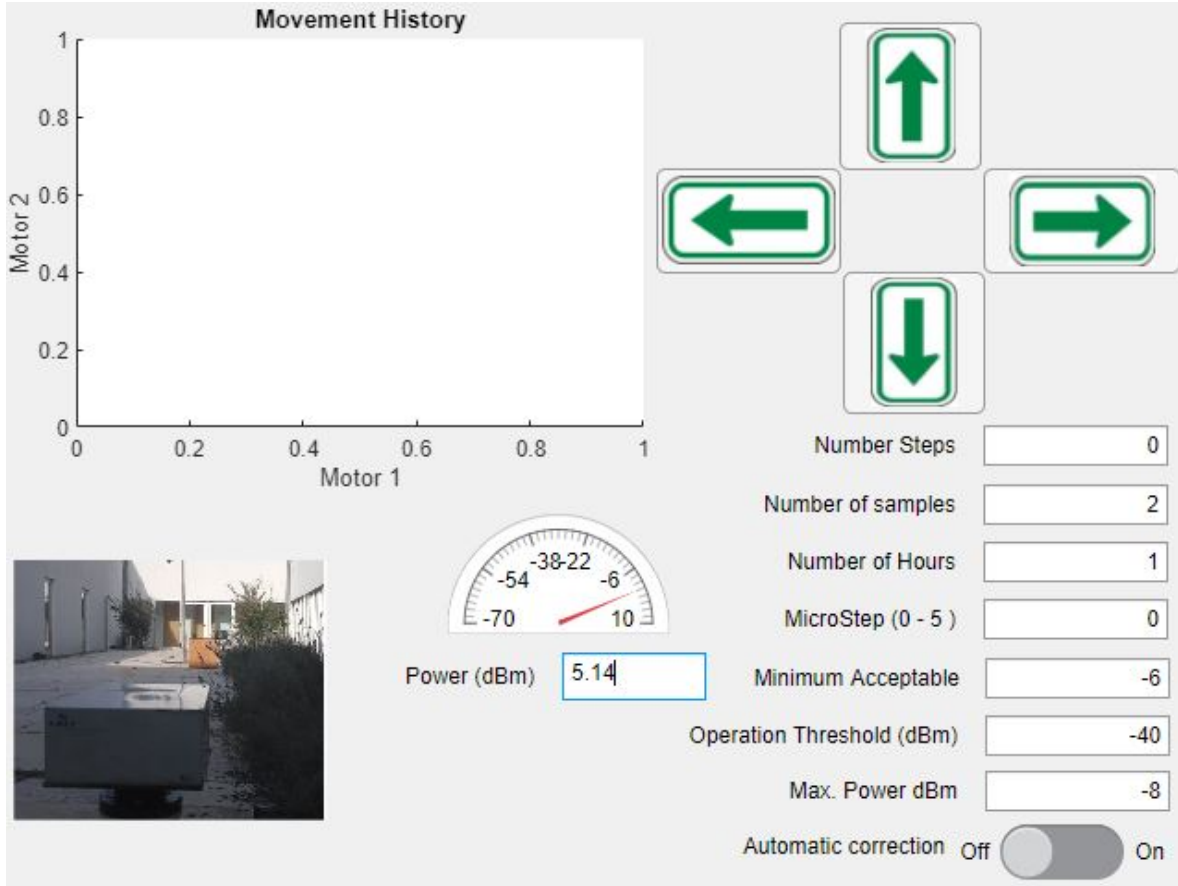 Movement History
1
0.8
0.6
0.4
0.2
0
Motor 2
0 0.2 0.4 0.6 0.8 1
Motor 1
-70 -54 -38 -22 -6 10
Power (dBm) 5.14
Number Steps 0
Number of samples 2
Number of Hours 1
MicroStep (0 - 5 ) 0
Minimum Acceptable -6
Operation Threshold (dBm) -40
Max. Power dBm -8
Automatic correction Off On